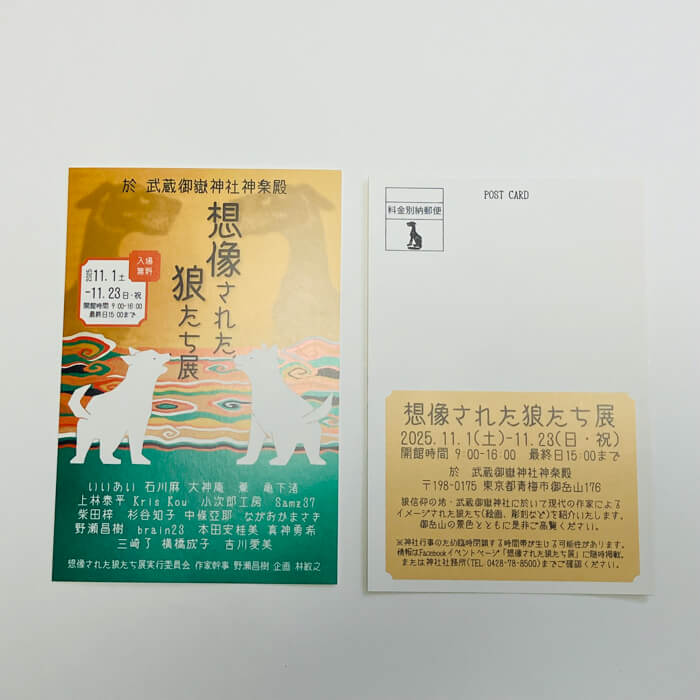 於 武蔵御嶽神社神楽殿
想像された
狼たち展
入場
無料
2025 11.1土
-11.23日・祝
開館時間 9:00-16:00
最終日15:00まで
いいあい 石川麻 大神庵 彙 亀下渚
上林泰平 Kris Kou 小次郎工房 Samz37
柴田梓 杉谷知子 中條亞耶 ながおかまさき
野瀬昌樹 brain23 本田安桂美 真神勇希
三崎了 横橋成子 吉川愛美
想像された狼たち展実行委員会 作家幹事 野瀬昌樹 企画 林敏之
POST CARD
料金別納郵便
想像された狼たち展
2025.11.1(土)-11.23(日・祝)
開館時間 9:00-16:00 最終日15:00まで
於 武蔵御嶽神社神楽殿
〒198-0175 東京都青梅市御岳山176
狼信仰の地・武蔵御嶽神社に於いて現代の作家による
イメージされた狼たち(絵画、彫刻など)を紹介いたします。
御岳山の景色とともに是非ご高覧ください。
※神社行事のため臨時閉鎖する時間帯が生じる可能性があります。
情報はFacebookイベントページ「想像された狼たち展」に随時掲載、
または神社社務所(TEL 0428-78-8500)までご確認ください。